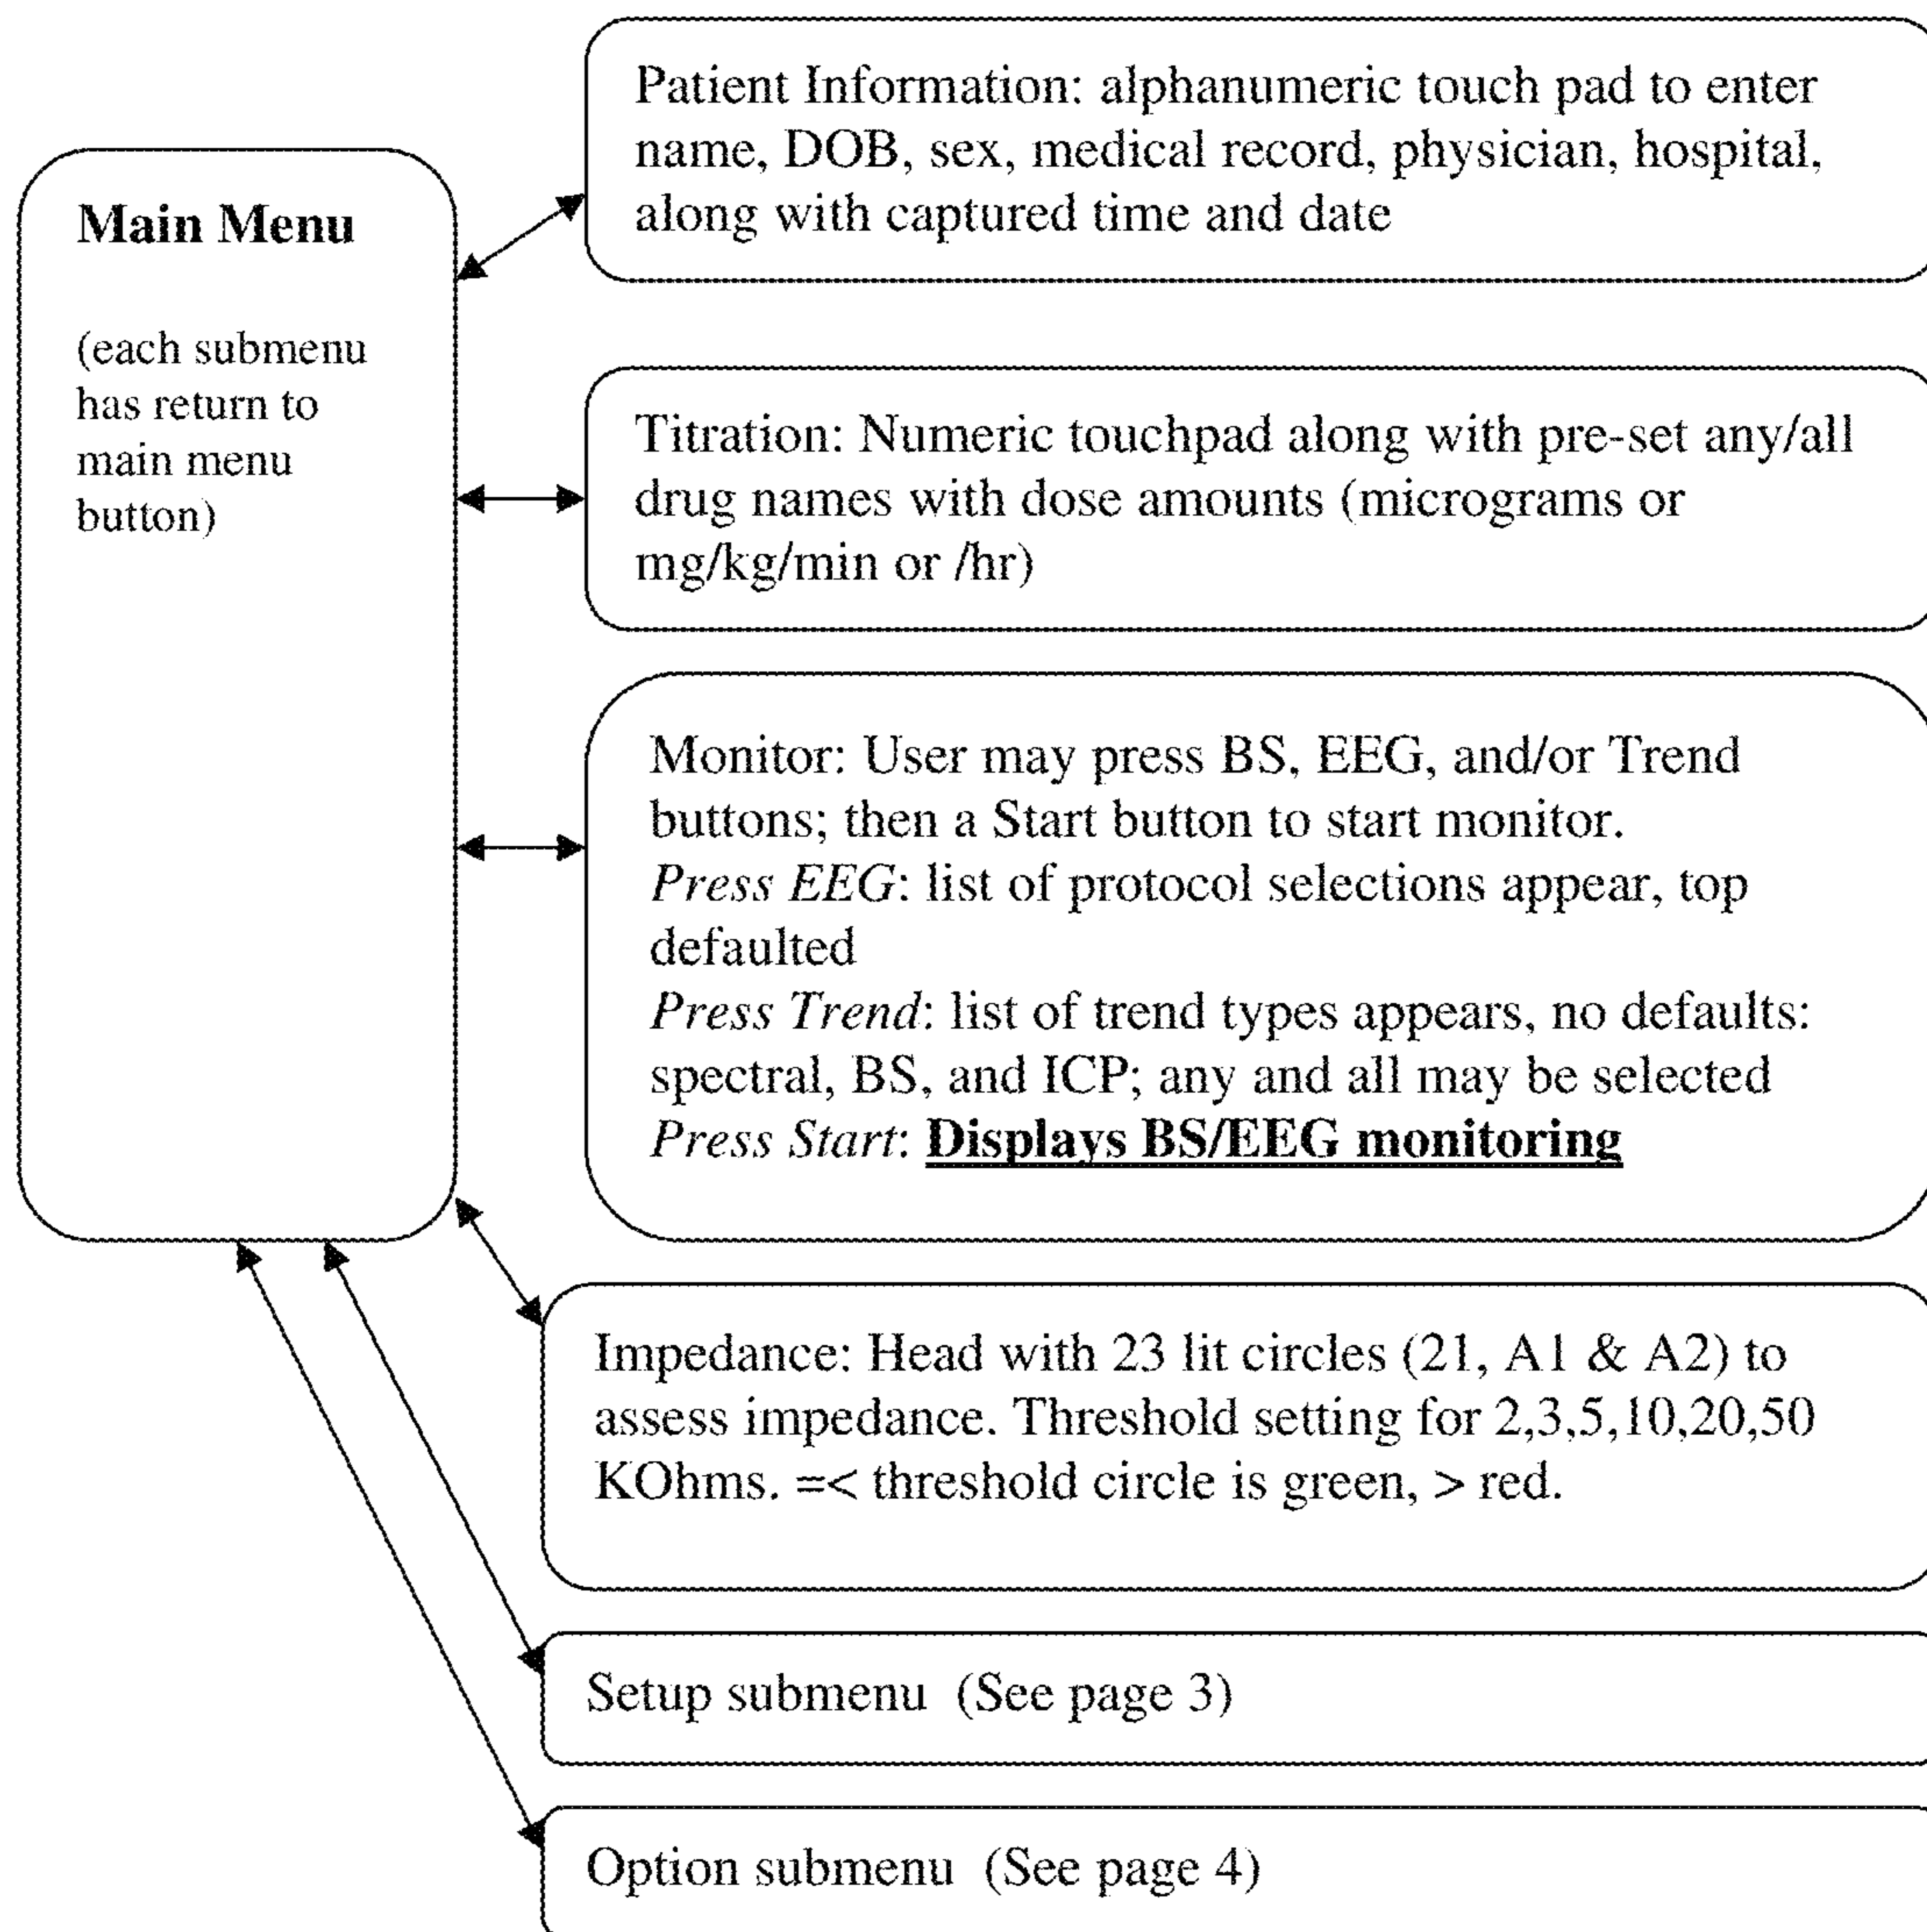 Main Menu
(each submenu
has return to
main menu
button)
Patient Information: alphanumeric touch pad to enter
name, DOB, sex, medical record, physician, hospital,
along with captured time and date
Titration: Numeric touchpad along with pre-set any/all
drug names with dose amounts (micrograms or
mg/kg/min or /hr)
Monitor: User may press BS, EEG, and/or Trend
buttons; then a Start button to start monitor.
Press EEG: list of protocol selections appear, top
defaulted
Press Trend: list of trend types appears, no defaults:
spectral, BS, and ICP; any and all may be selected
Press Start: Displays BS/EEG monitoring
Impedance: Head with 23 lit circles (21, A1 & A2) to
assess impedance. Threshold setting for 2,3,5,10,20,50
KOhms. =< threshold circle is green, > red.
Setup submenu (See page 3)
Option submenu (See page 4)